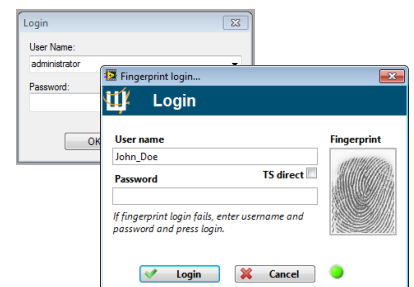 Login
User Name:
administrator
Password:
OK
Fingerprint login...
Login
User name
Fingerprint
John_Doe
Password
TS direct
If fingerprint login fails, enter username and
password and press login.
Login
Cancel